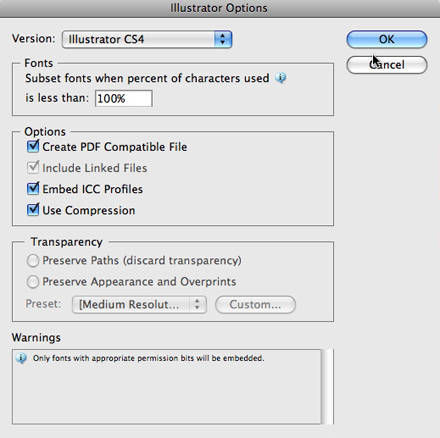 Illustrator Options
Version: Illustrator CS4
OK
Cancel
Fonts
Subset fonts when percent of characters used
is less than: 100%
Options
Create PDF Compatible File
Include Linked Files
Embed ICC Profiles
Use Compression
Transparency
Preserve Paths (discard transparency)
Preserve Appearance and Overprints
Preset: [Medium Resolut... Custom...
Warnings
Only fonts with appropriate permission bits will be embedded.